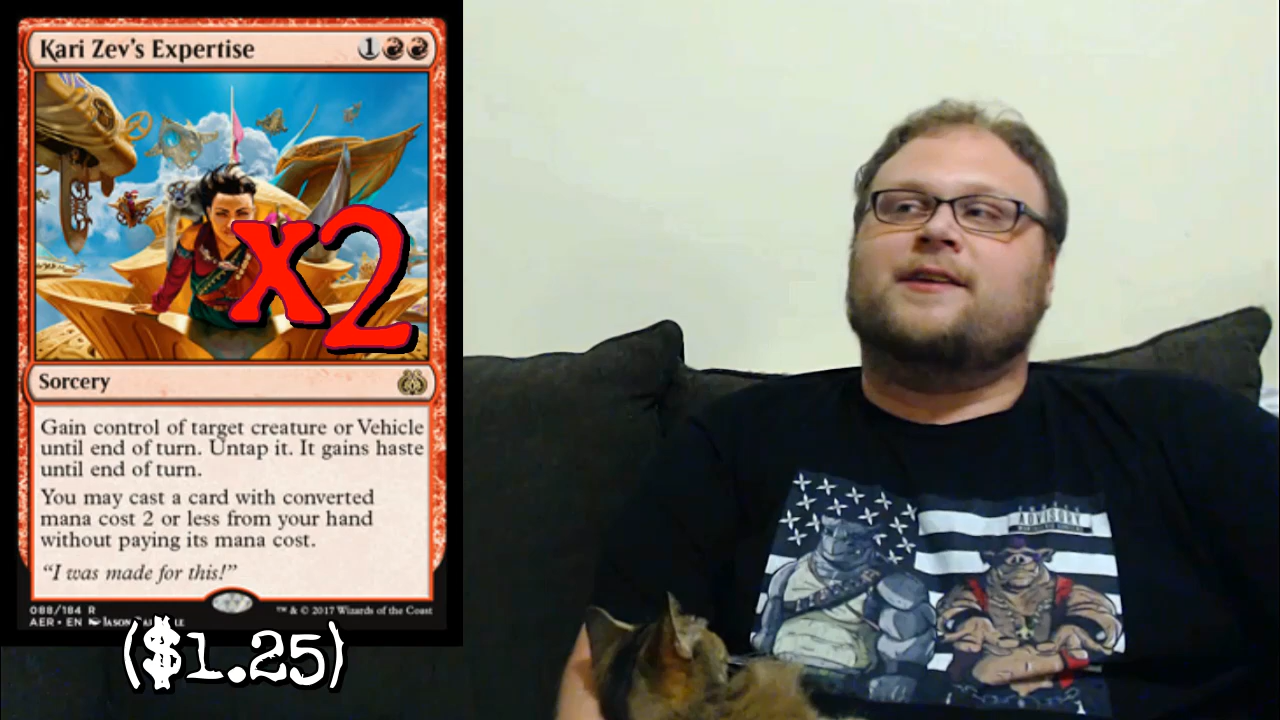 Kari Zev's Expertise 1
x2
Sorcery
Gain control of target creature or Vehicle
until end of turn. Untap it. It gains haste
until end of turn.
You may cast a card with converted
mana cost 2 or less from your hand
without paying its mana cost.
“I was made for this!”
088/184 R
™ & © 2017 Wizards of the Coast
AER • EN
($1.25)
ADVISORY